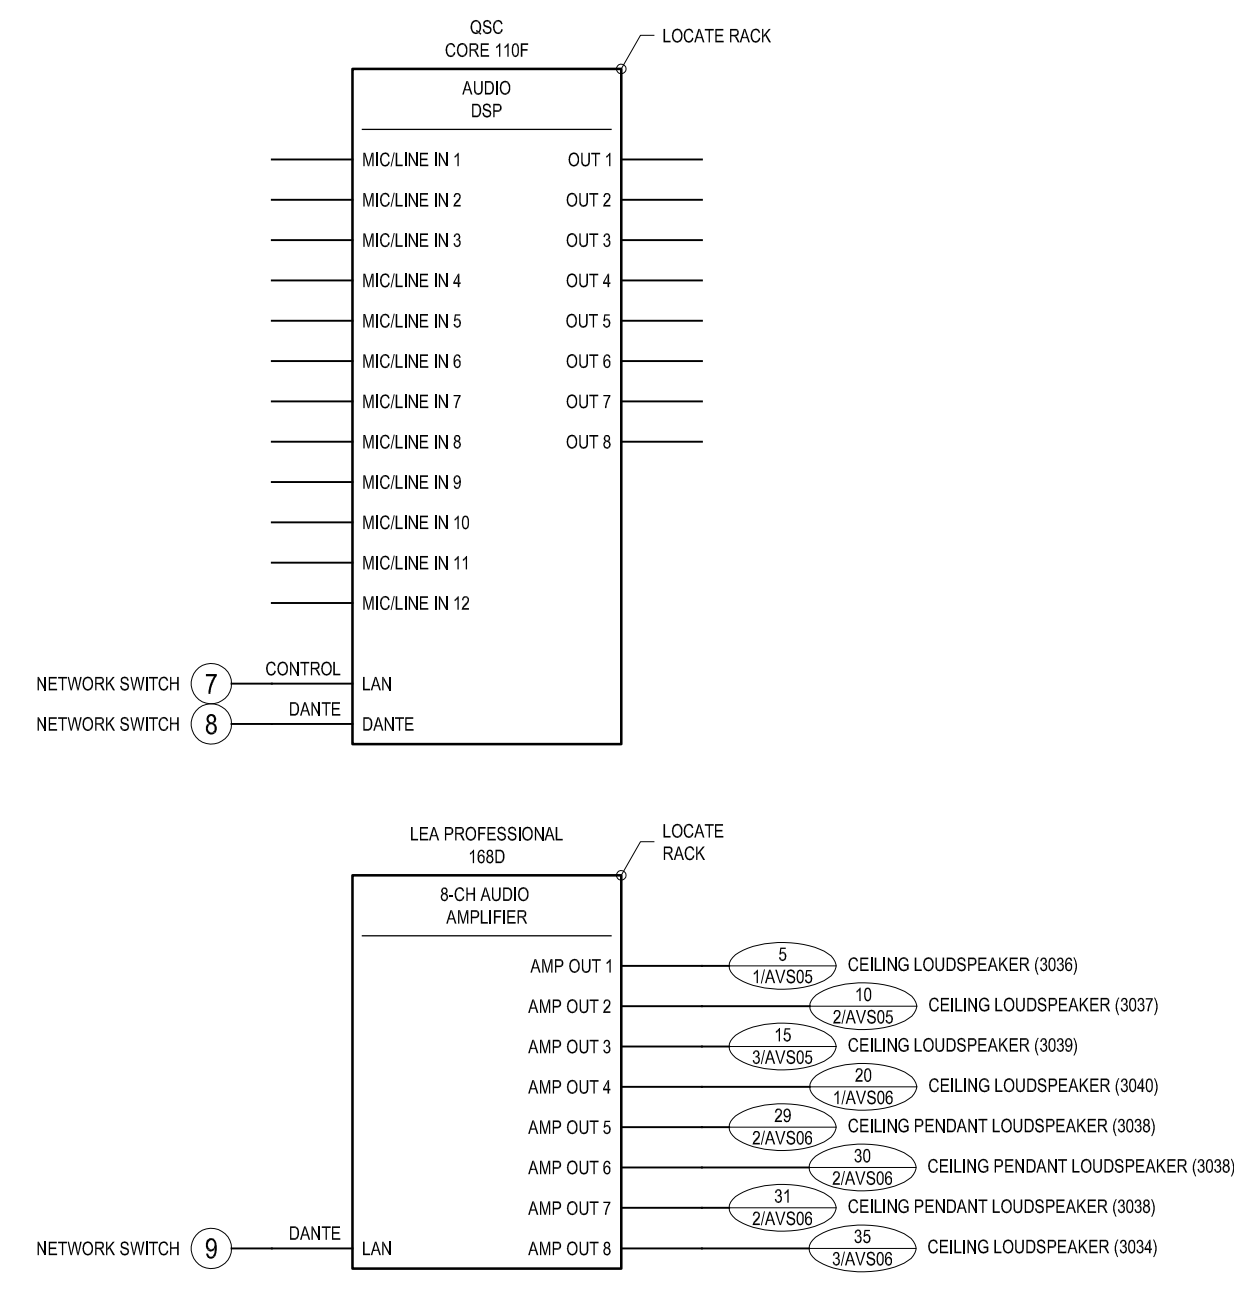 QSC
CORE 110F
LOCATE RACK
AUDIO
DSP
MIC/LINE IN 1 OUT 1
MIC/LINE IN 2 OUT 2
MIC/LINE IN 3 OUT 3
MIC/LINE IN 4 OUT 4
MIC/LINE IN 5 OUT 5
MIC/LINE IN 6 OUT 6
MIC/LINE IN 7 OUT 7
MIC/LINE IN 8 OUT 8
MIC/LINE IN 9
MIC/LINE IN 10
MIC/LINE IN 11
MIC/LINE IN 12
NETWORK SWITCH 7 CONTROL LAN
NETWORK SWITCH 8 DANTE DANTE
LEA PROFESSIONAL
168D
LOCATE
RACK
8-CH AUDIO
AMPLIFIER
AMP OUT 1 5 1/AVS05 CEILING LOUDSPEAKER (3036)
AMP OUT 2 10 2/AVS05 CEILING LOUDSPEAKER (3037)
AMP OUT 3 15 3/AVS05 CEILING LOUDSPEAKER (3039)
AMP OUT 4 20 1/AVS06 CEILING LOUDSPEAKER (3040)
AMP OUT 5 29 2/AVS06 CEILING PENDANT LOUDSPEAKER (3038)
AMP OUT 6 30 2/AVS06 CEILING PENDANT LOUDSPEAKER (3038)
AMP OUT 7 31 2/AVS06 CEILING PENDANT LOUDSPEAKER (3038)
NETWORK SWITCH 9 DANTE LAN AMP OUT 8 35 3/AVS06 CEILING LOUDSPEAKER (3034)